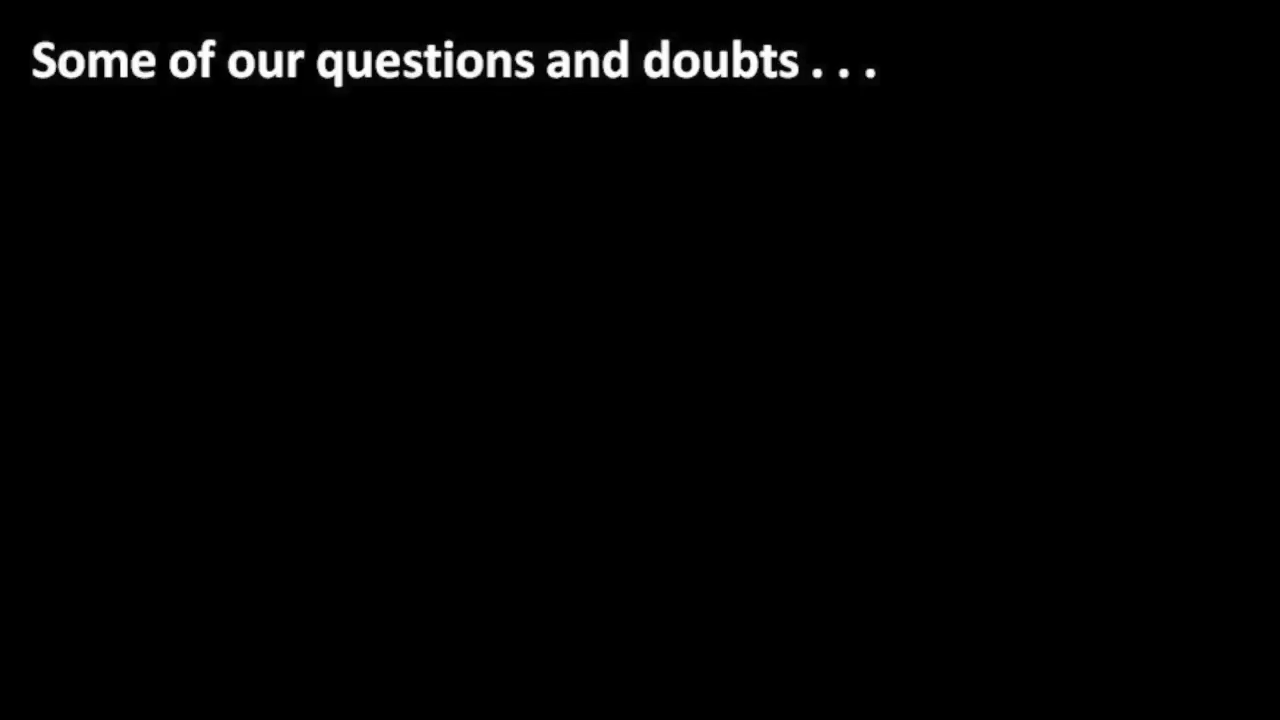 Some of our questions and doubts . . .